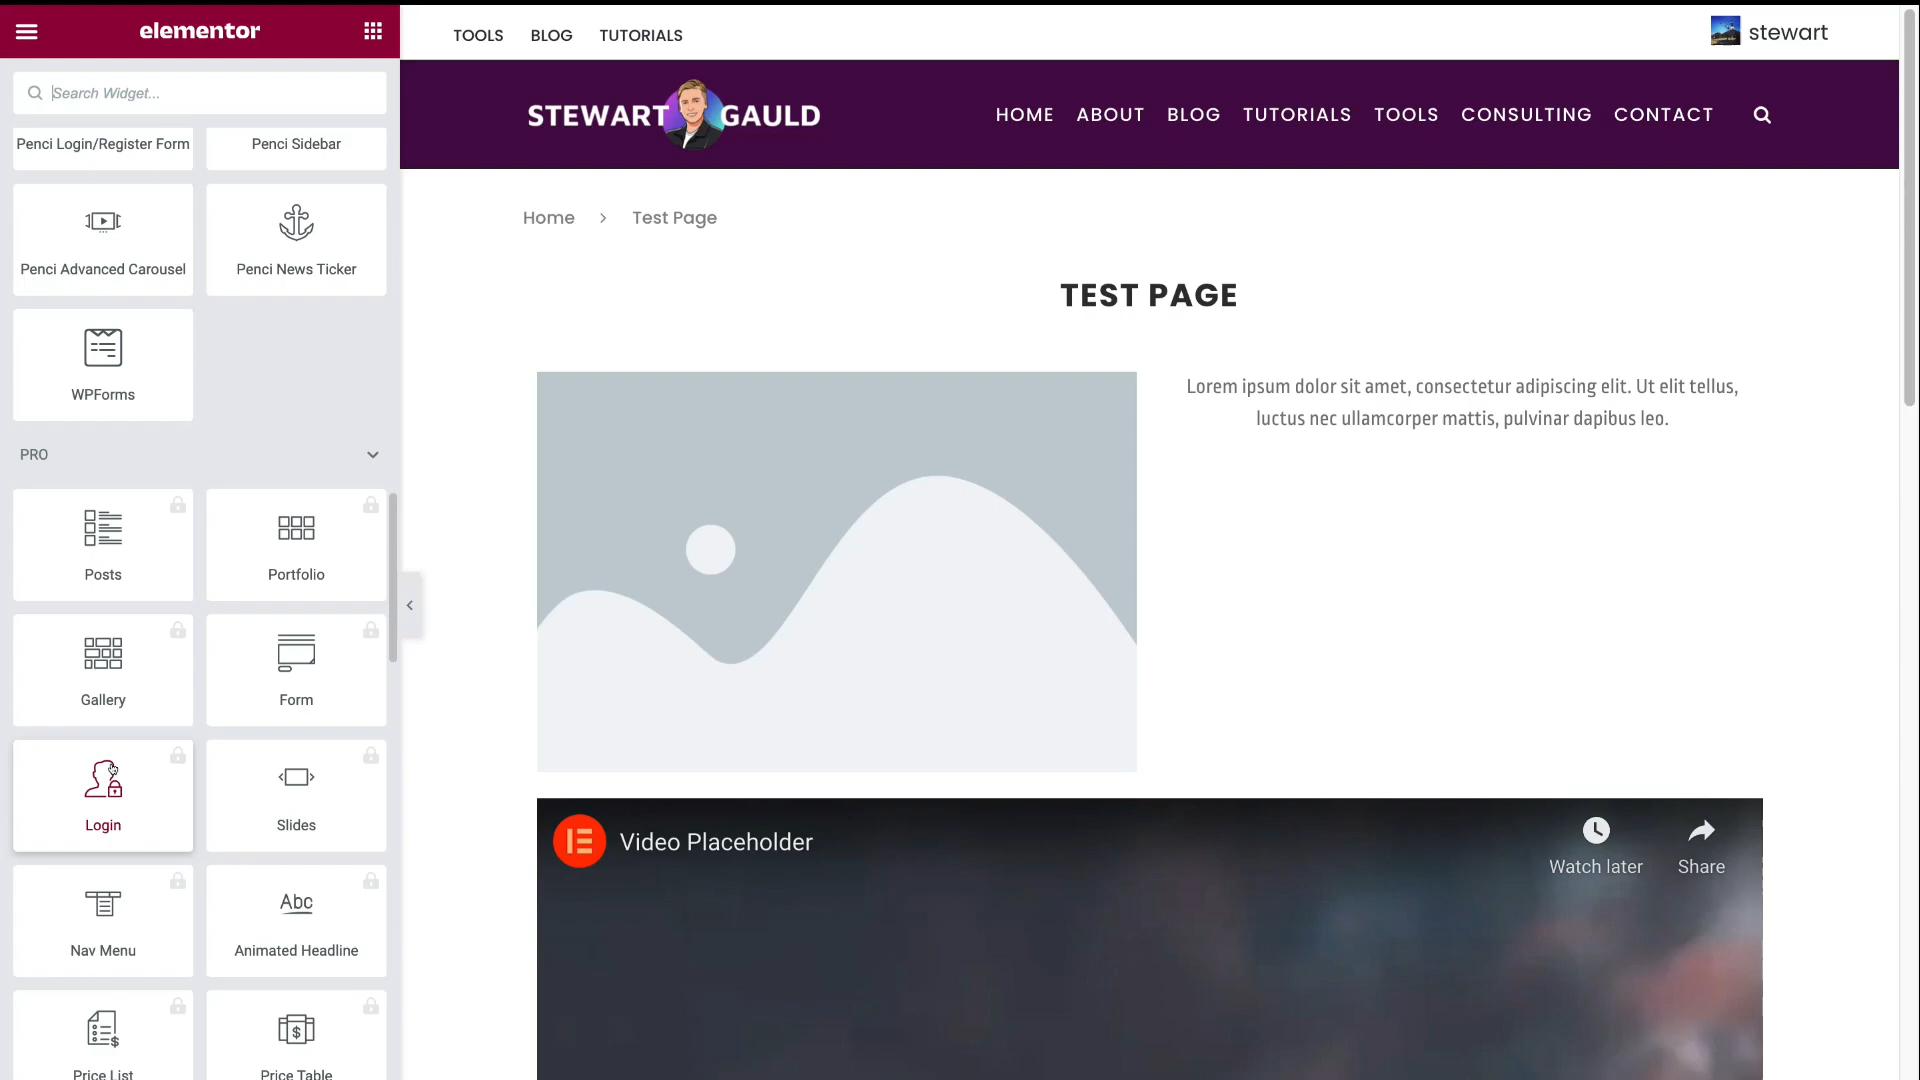 elementor
Search Widget...
Penci Login/Register Form
Penci Sidebar
Penci Advanced Carousel
Penci News Ticker
WPForms
PRO
Posts
Portfolio
Gallery
Form
Login
Slides
Nav Menu
Abc
Animated Headline
Price List
Price Table
TOOLS BLOG TUTORIALS
stewart
STEWART GAULD
HOME ABOUT BLOG TUTORIALS TOOLS CONSULTING CONTACT
Home > Test Page
TEST PAGE
Lorem ipsum dolor sit amet, consectetur adipiscing elit. Ut elit tellus,
luctus nec ullamcorper mattis, pulvinar dapibus leo.
Video Placeholder
Watch later
Share